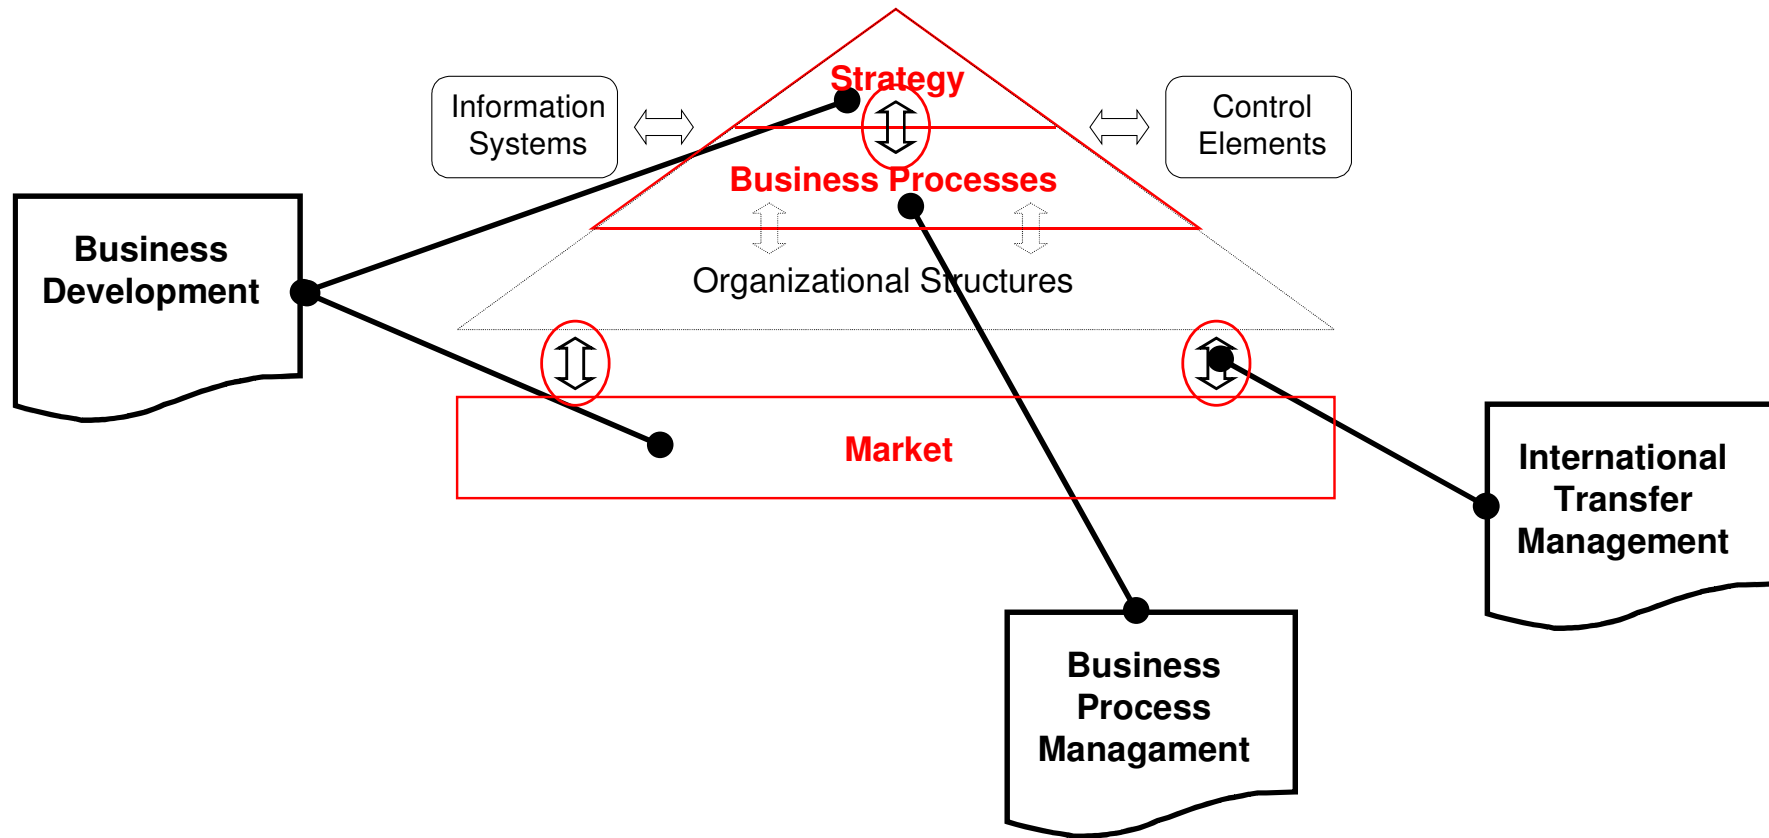 Strategy
Information
Systems
Control
Elements
Business Processes
Business
Development
Organizational Structures
Market
International
Transfer
Management
Business
Process
Managament